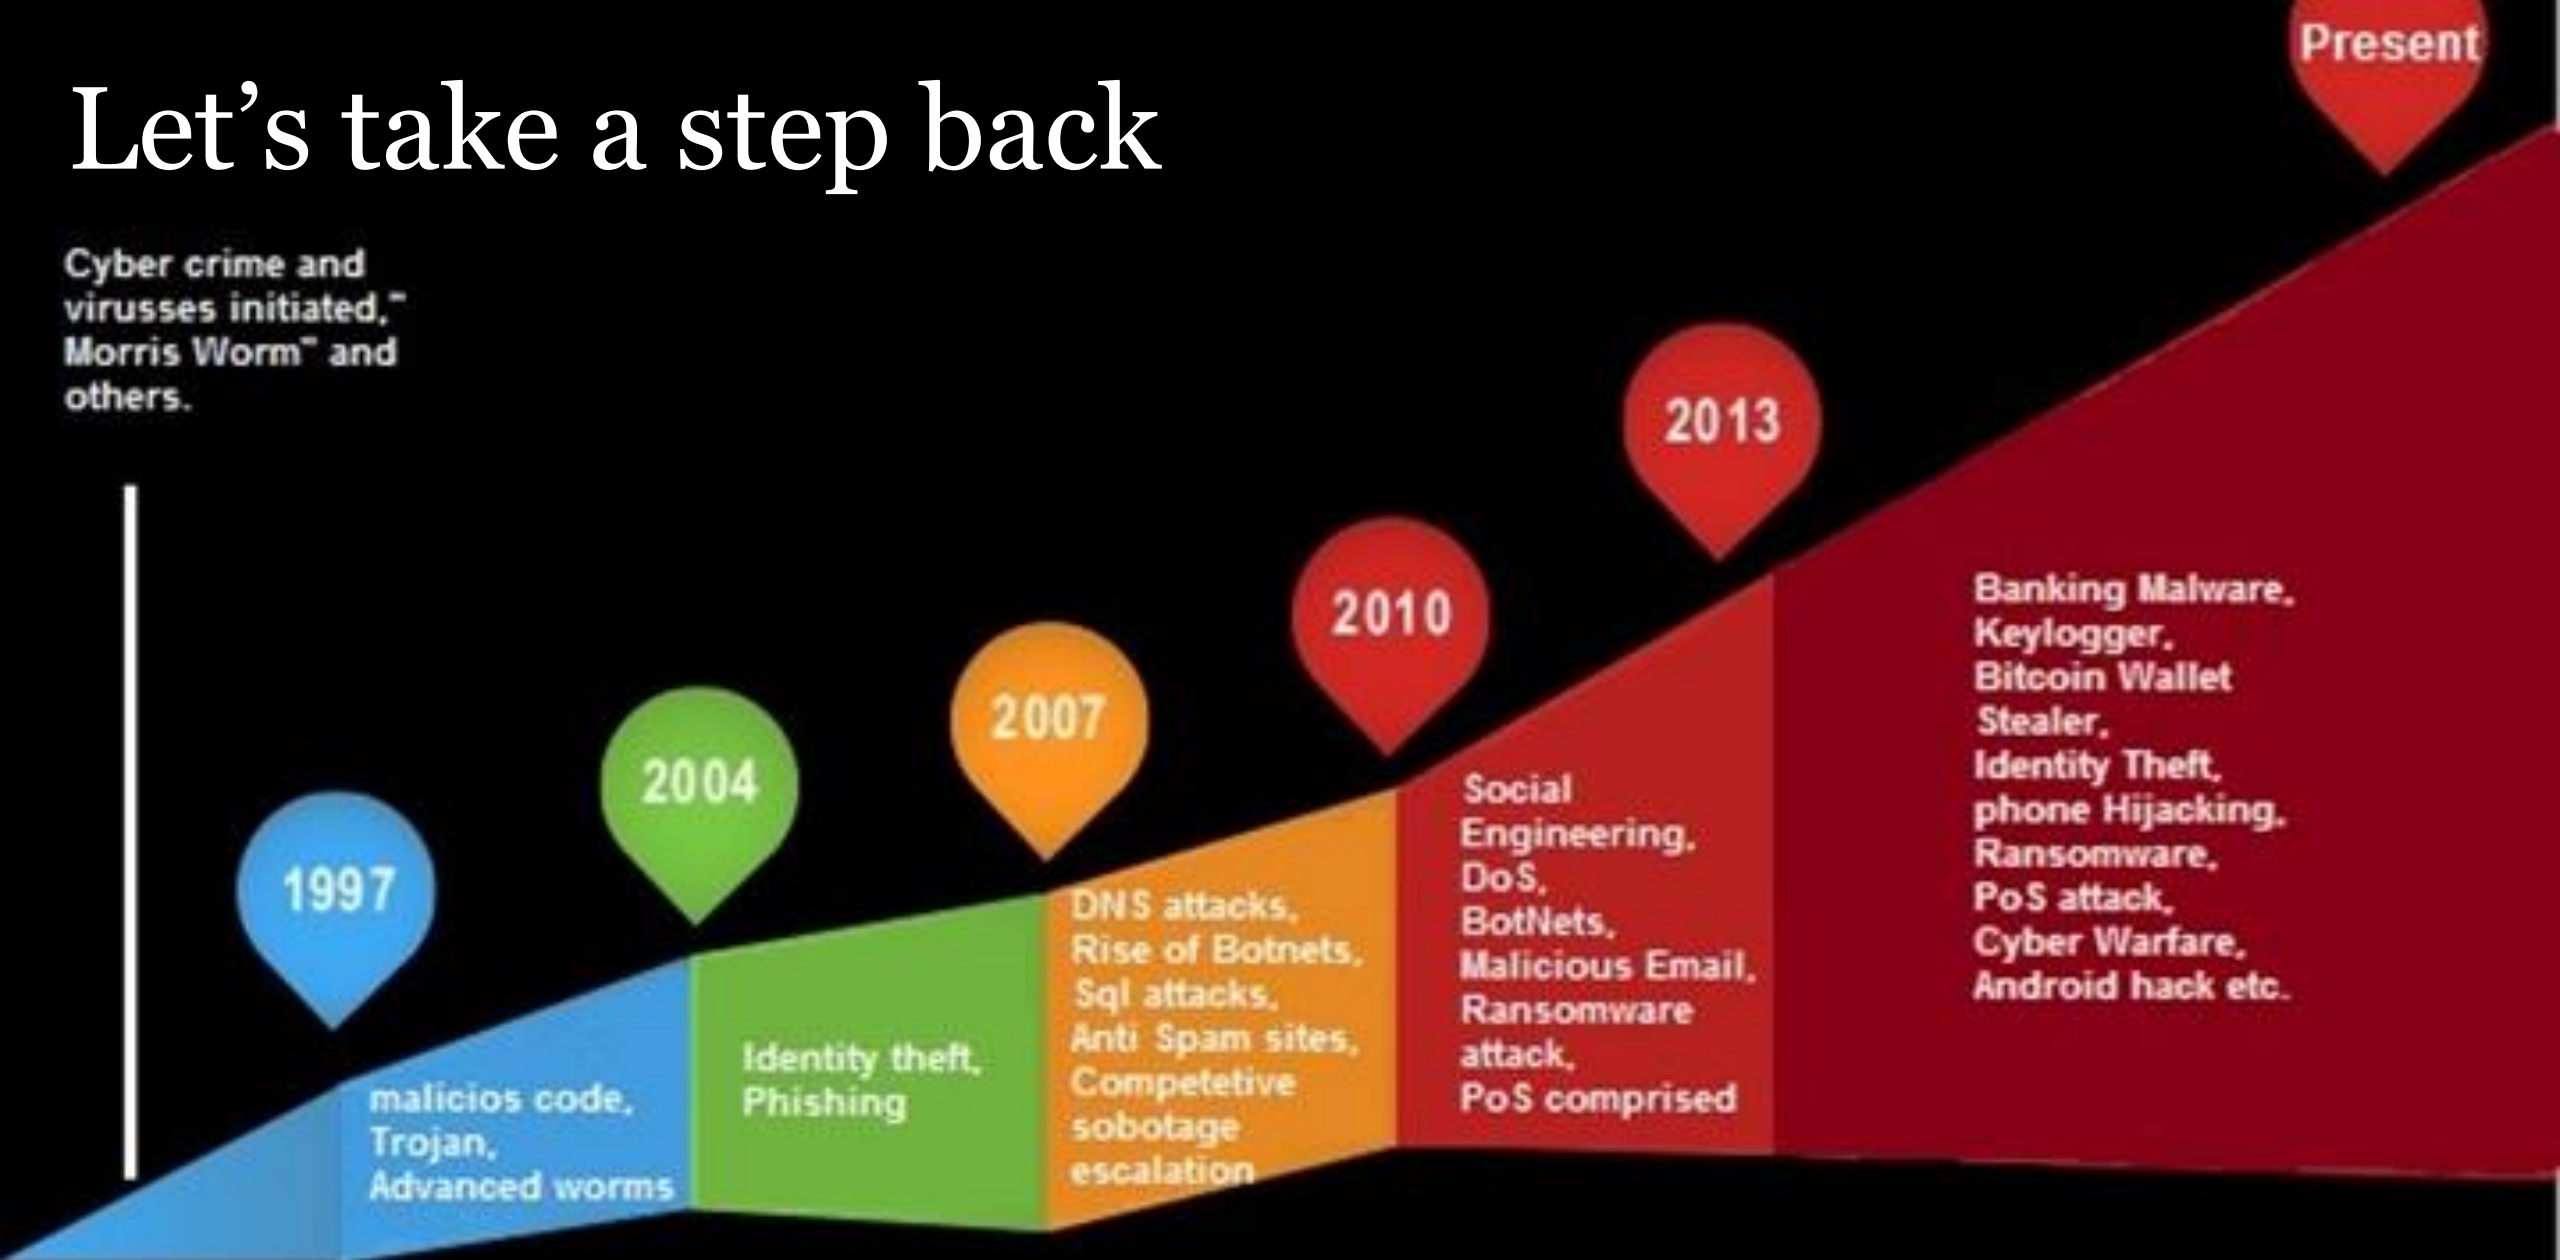 Let’s take a step back
Present
Cyber crime and
virusses initiated,"
Morris Worm" and
others.
1997
malicios code,
Trojan,
Advanced worms
2004
Identity theft,
Phishing
2007
DNS attacks,
Rise of Botnets,
Sql attacks,
Anti Spam sites,
Competetive
sobotage
escalation
2010
Social
Engineering,
DoS,
BotNets,
Malicious Email,
Ransomware
attack,
PoS comprised
2013
Banking Malware,
Keylogger,
Bitcoin Wallet
Stealer,
Identity Theft,
phone Hijacking,
Ransomware,
PoS attack,
Cyber Warfare,
Android hack etc.